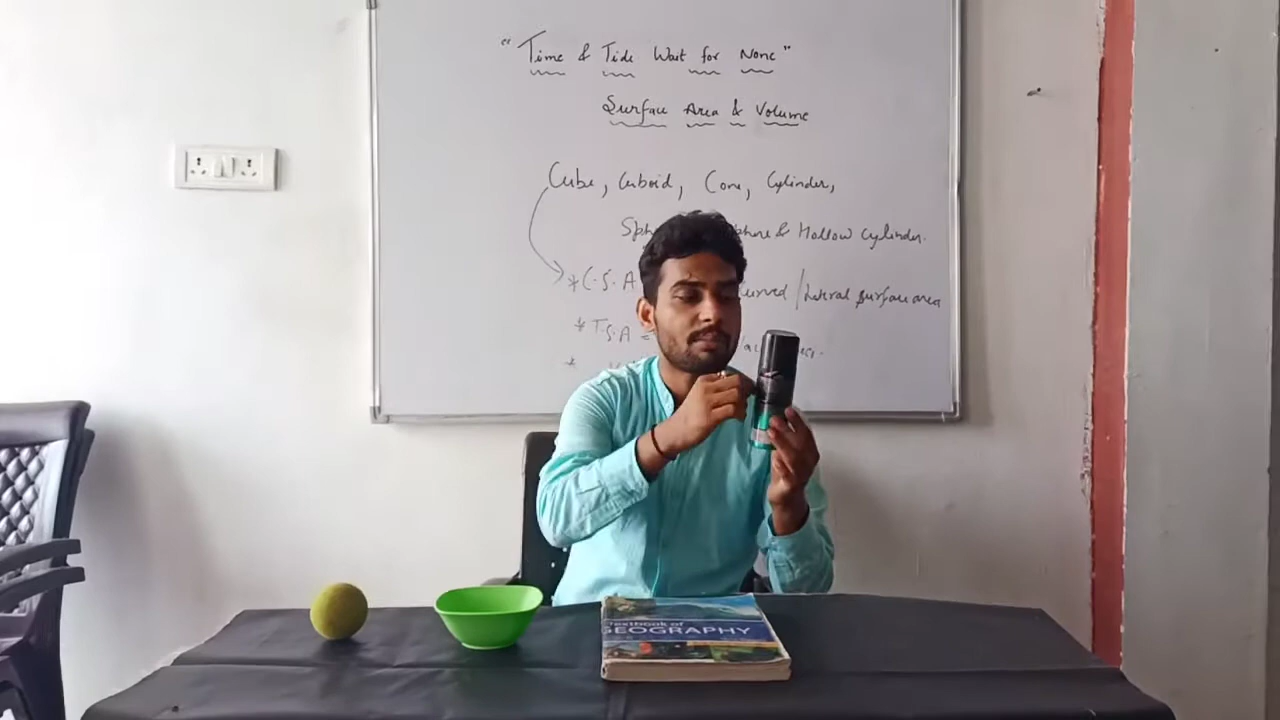 "Time & Tide Wait for None"
Surface Area & Volume
Cube, Cuboid, Cone, Cylinder,
Sph phere & Hollow cylinder.
* C.S.A urved / Lateral surface area
* T.S.A =
*
Textbook of
GEOGRAPHY